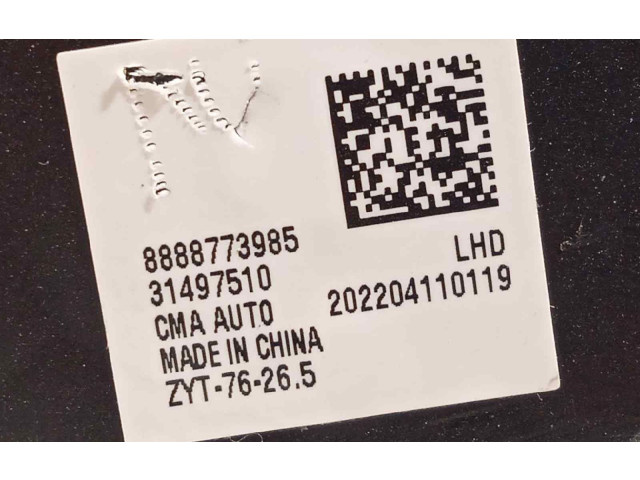 8888773985
31497510
LHD
CMA AUTO
202204110119
MADE IN CHINA
ZYT-76-26.5